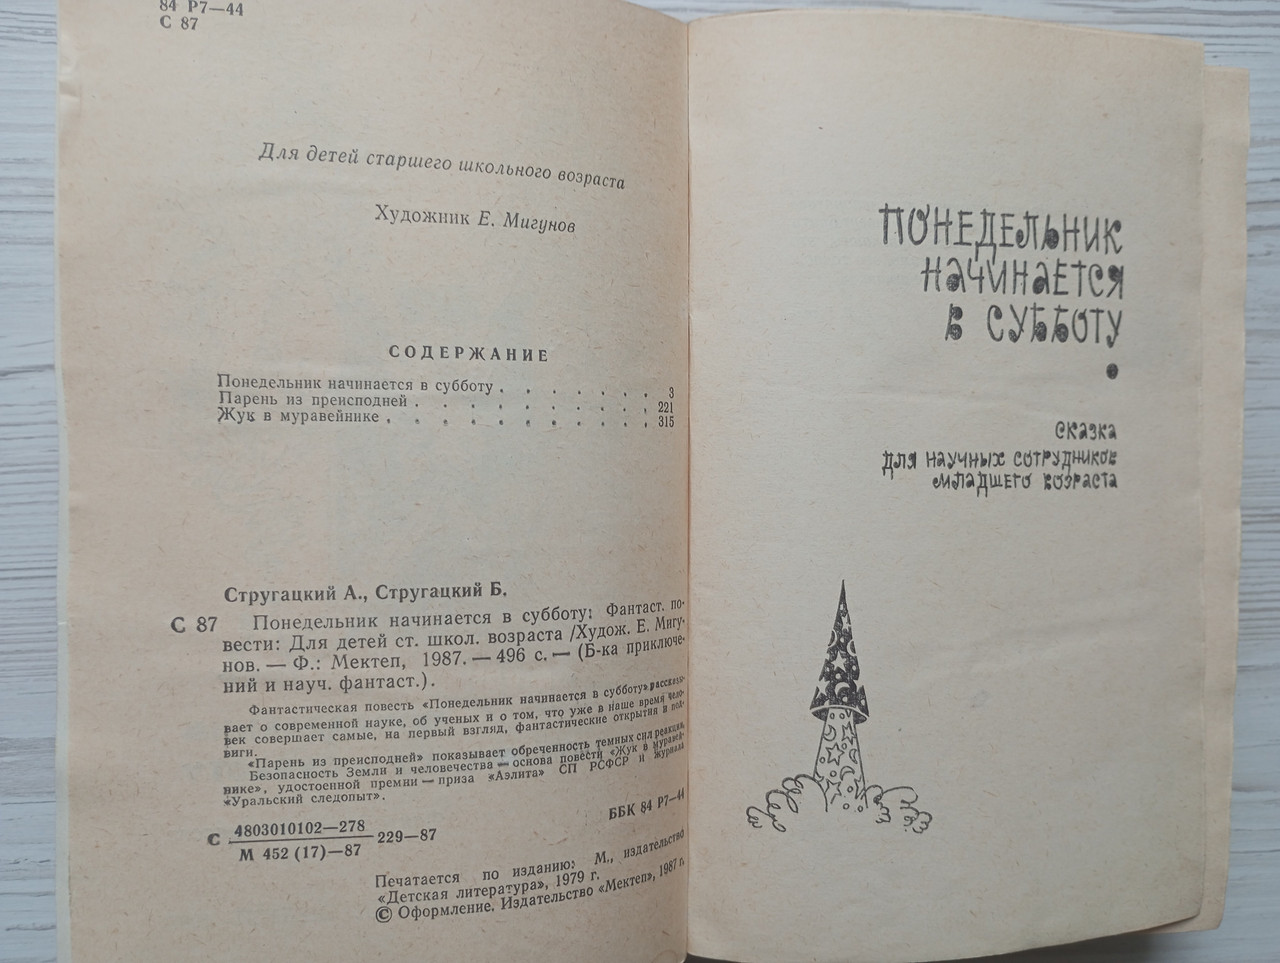 84 Р7—44
С 87
Для детей старшего школьного возраста
Художник Е. Мигунов
СОДЕРЖАНИЕ
Понедельник начинается в субботу . . . . . . . 3
Парень из преисподней . . . . . . . . . . 221
Жук в муравейнике . . . . . . . . . . . 315
Стругацкий А., Стругацкий Б.
С 87 Понедельник начинается в субботу: Фантаст. по-
вести: Для детей ст. школ. возраста /Худож. Е. Мигу-
нов. — Ф.: Мектеп, 1987. — 496 с. — (Б-ка приключе-
ний и науч. фантаст.).
Фантастическая повесть «Понедельник начинается в субботу» рассказы-
вает о современной науке, об ученых и о том, что уже в наше время чело-
век совершает самые, на первый взгляд, фантастические открытия и под-
виги.
«Парень из преисподней» показывает обреченность темных сил реакции.
Безопасность Земли и человечества — основа повести «Жук в муравей-
нике», удостоенной премии — приза «Аэлита» СП РСФСР и журнала
«Уральский следопыт».
С 4803010102—278 229—87
М 452 (17)—87
ББК 84 Р7—44
Печатается по изданию: М., издательство
«Детская литература», 1979 г.
© Оформление. Издательство «Мектеп», 1987 г.
ПОНЕДЕЛЬНИК
НАЧИНАЕТСЯ
В СУББОТУ
•
СКАЗКА
ДЛЯ НАУЧНЫХ СОТРУДНИКОВ
МЛАДШЕГО ВОЗРАСТА